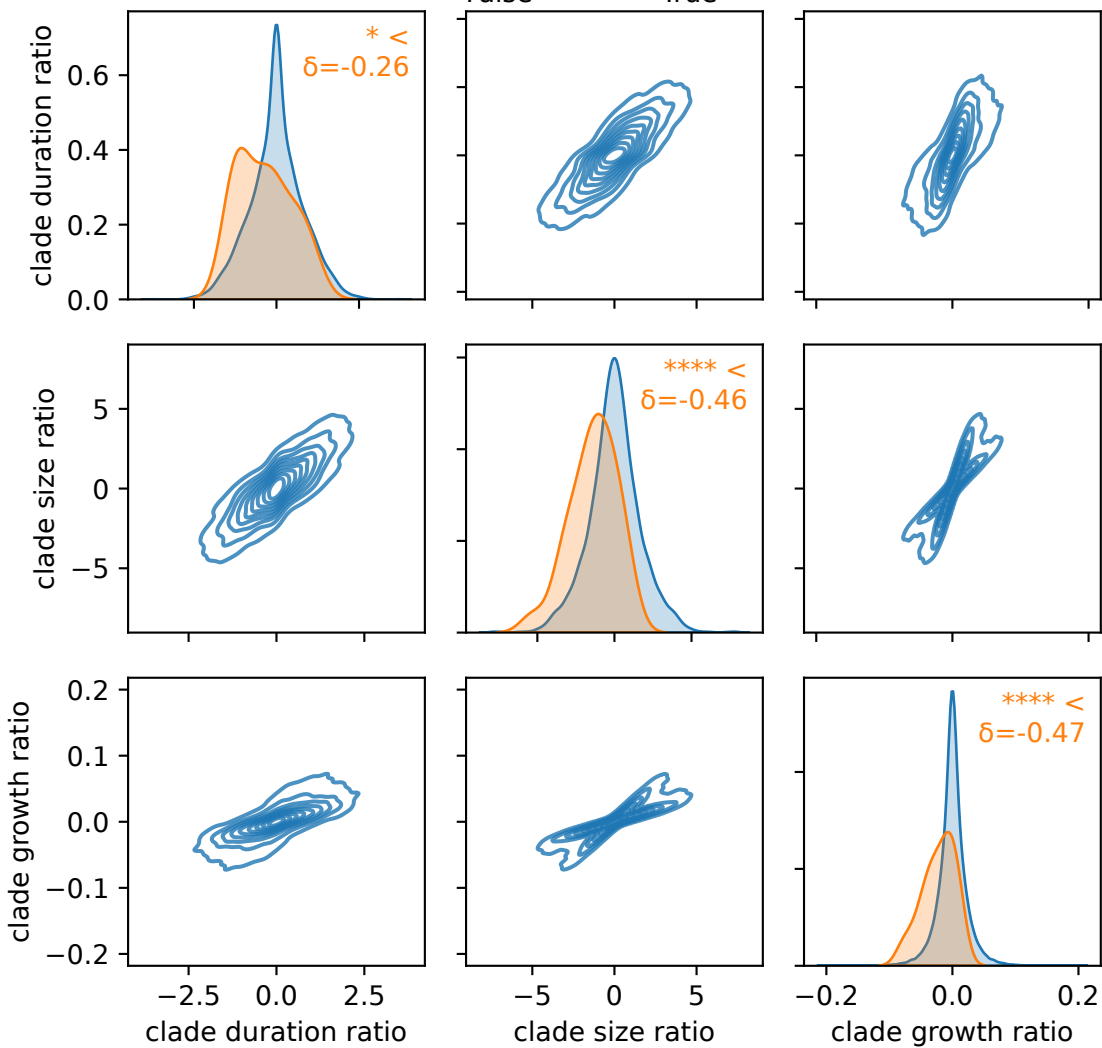 False True
clade duration ratio
0.6
0.4
0.2
0.0
* <
δ=-0.26
clade size ratio
5
0
−5
**** <
δ=-0.46
clade growth ratio
0.2
0.1
0.0
−0.1
−0.2
**** <
δ=-0.47
−2.5 0.0 2.5
−5 0 5
−0.2 0.0 0.2
clade duration ratio
clade size ratio
clade growth ratio